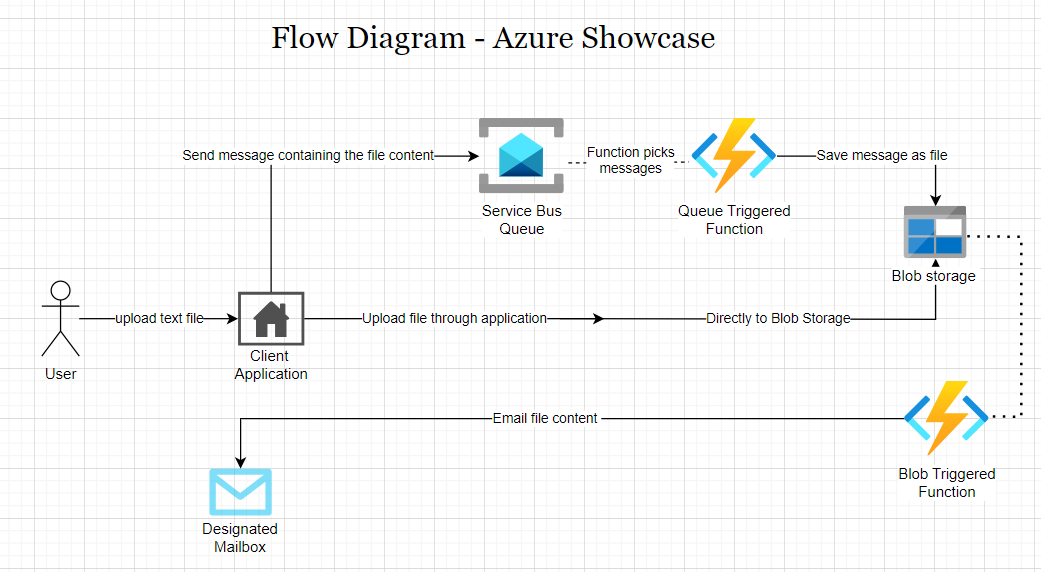 Flow Diagram - Azure Showcase
Send message containing the file content
Function picks
messages
Save message as file
Service Bus
Queue
Queue Triggered
Function
Blob storage
upload text file
Upload file through application
Directly to Blob Storage
User
Client
Application
Email file content
Blob Triggered
Function
Designated
Mailbox